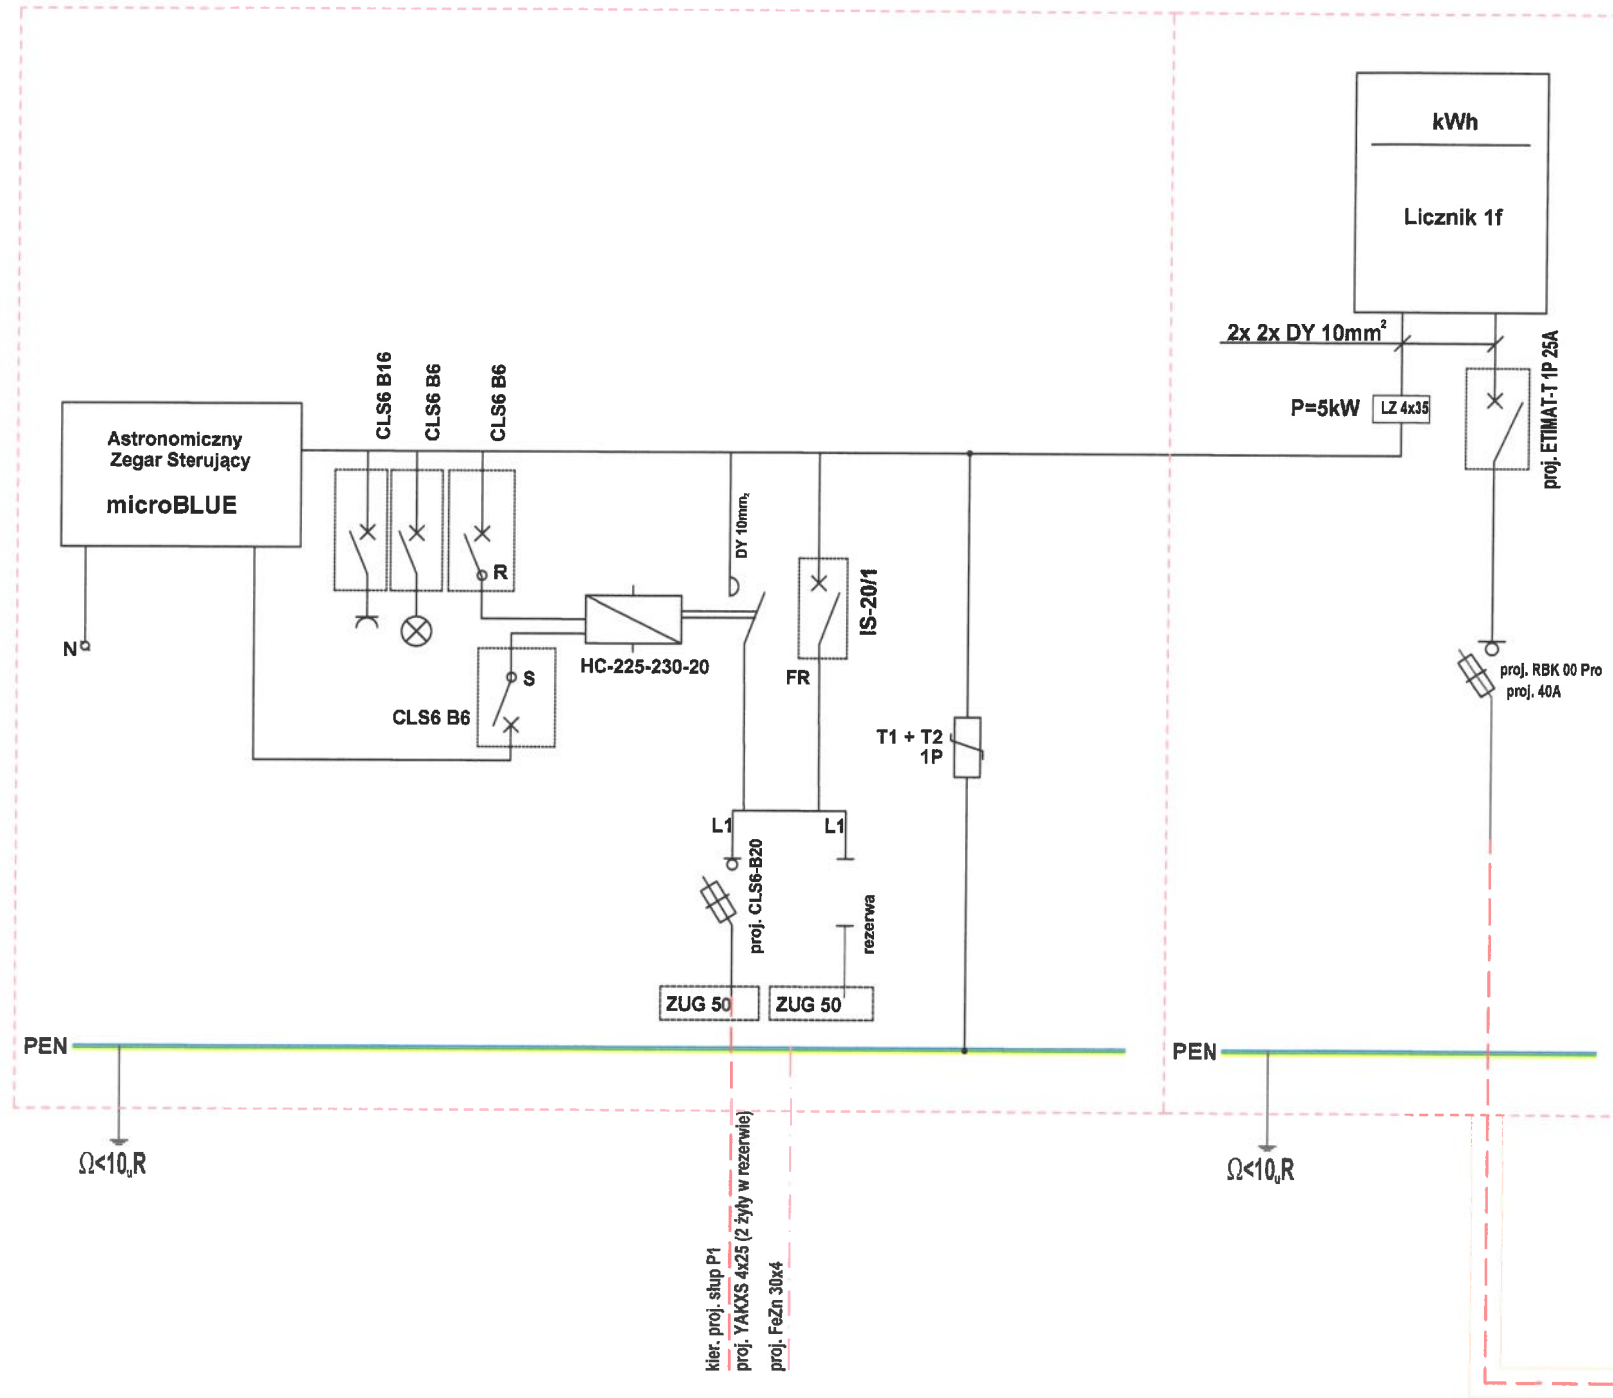 kWh
Licznik 1f
2x 2x DY 10mm²
P=5kW
LZ 4x35
proj. ETIMAT-T 1P 25A
proj. RBK 00 Pro
proj. 40A
Astronomiczny
Zegar Sterujący
microBLUE
CLS6 B16
CLS6 B6
CLS6 B6
N
R
HC-225-230-20
S
CLS6 B6
DY 10mm²
IS-20/1
FR
T1 + T2
1P
L1
L1
proj. CLS6-B20
rezerwa
ZUG 50
ZUG 50
PEN
PEN
Ω<10uR
Ω<10uR
kier. proj. słup P1
proj. YAKXS 4x25 (2 żyły w rezerwie)
proj. FeZn 30x4